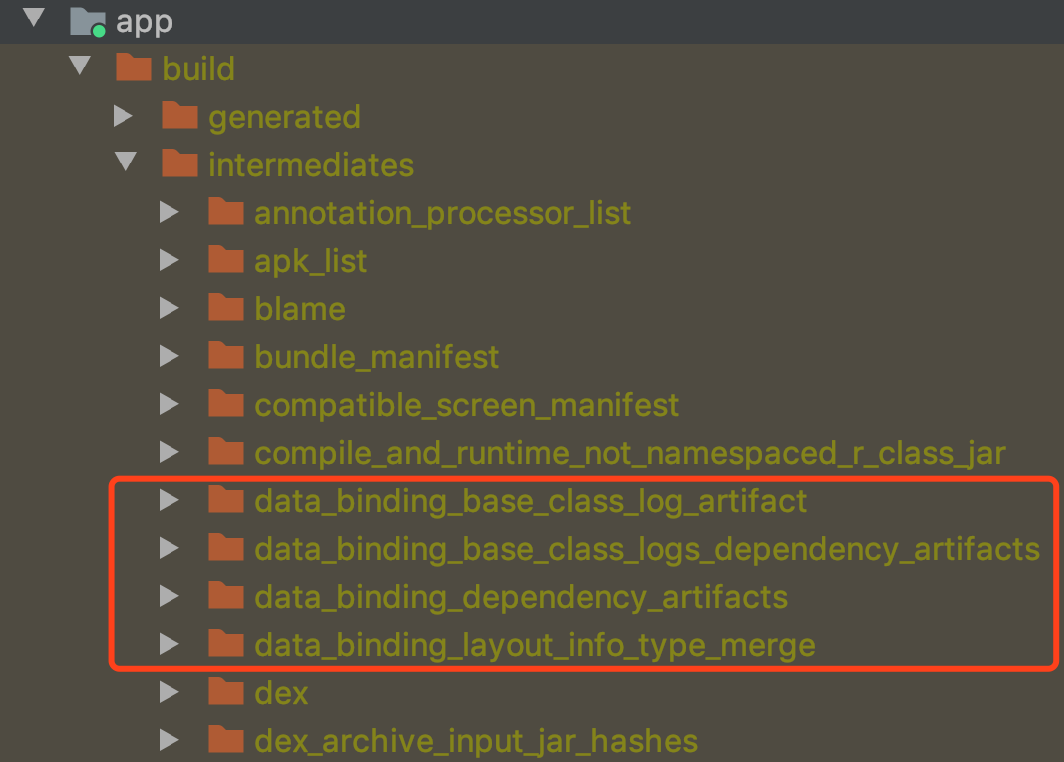 app
build
generated
intermediates
annotation_processor_list
apk_list
blame
bundle_manifest
compatible_screen_manifest
compile_and_runtime_not_namespaced_r_class_jar
data_binding_base_class_log_artifact
data_binding_base_class_logs_dependency_artifacts
data_binding_dependency_artifacts
data_binding_layout_info_type_merge
dex
dex_archive_input_jar_hashes